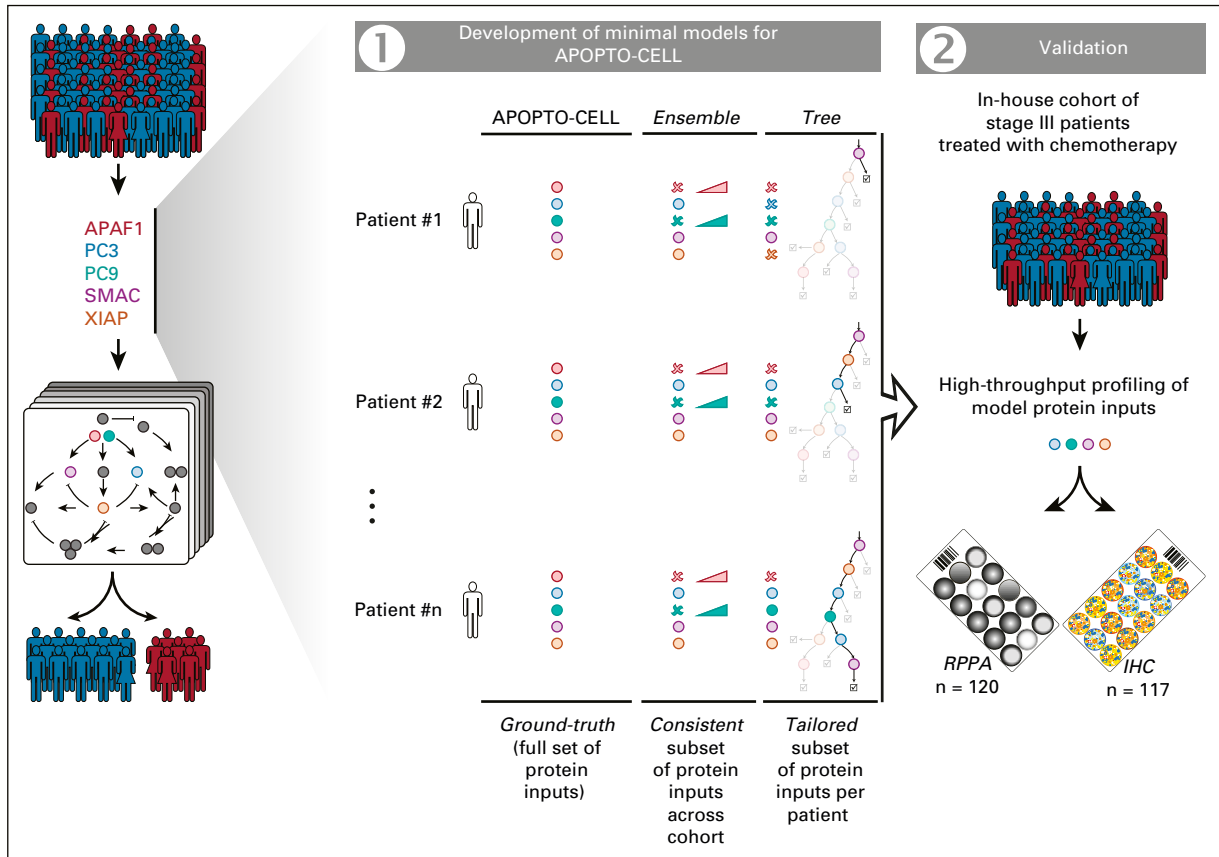 1
Development of minimal models for
APOPTO-CELL
2
Validation
APAF1
PC3
PC9
SMAC
XIAP
APOPTO-CELL
Ensemble
Tree
Patient #1
Patient #2
Patient #n
Ground-truth
(full set of
protein
inputs)
Consistent
subset
of protein
inputs
across
cohort
Tailored
subset
of protein
inputs per
patient
In-house cohort of
stage III patients
treated with chemotherapy
High-throughput profiling of
model protein inputs
RPPA
n = 120
IHC
n = 117